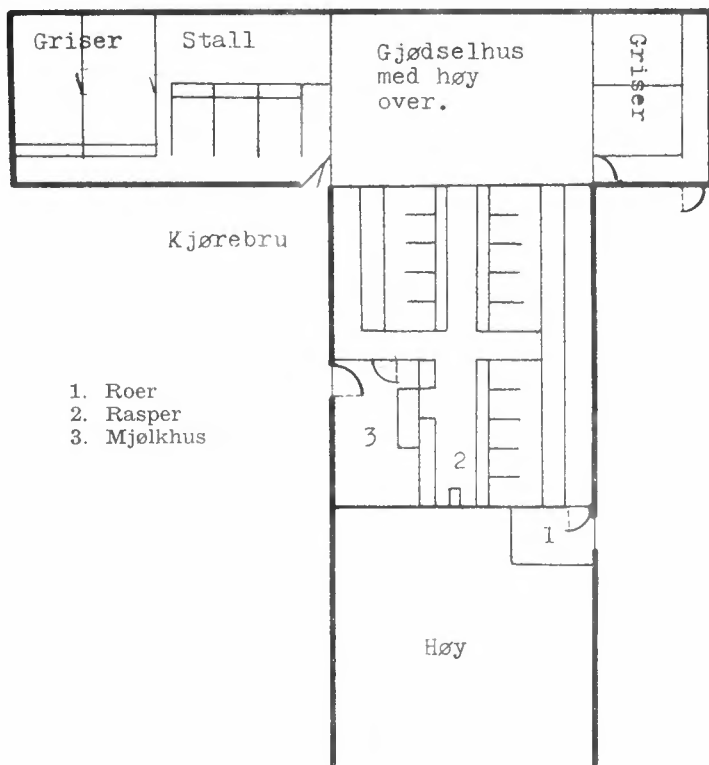 Griser
Stall
Gjødselhus
med høy
over.
Griser
Kjørebru
1. Roer
2. Rasper
3. Mjølkhus
3
2
1
Høy